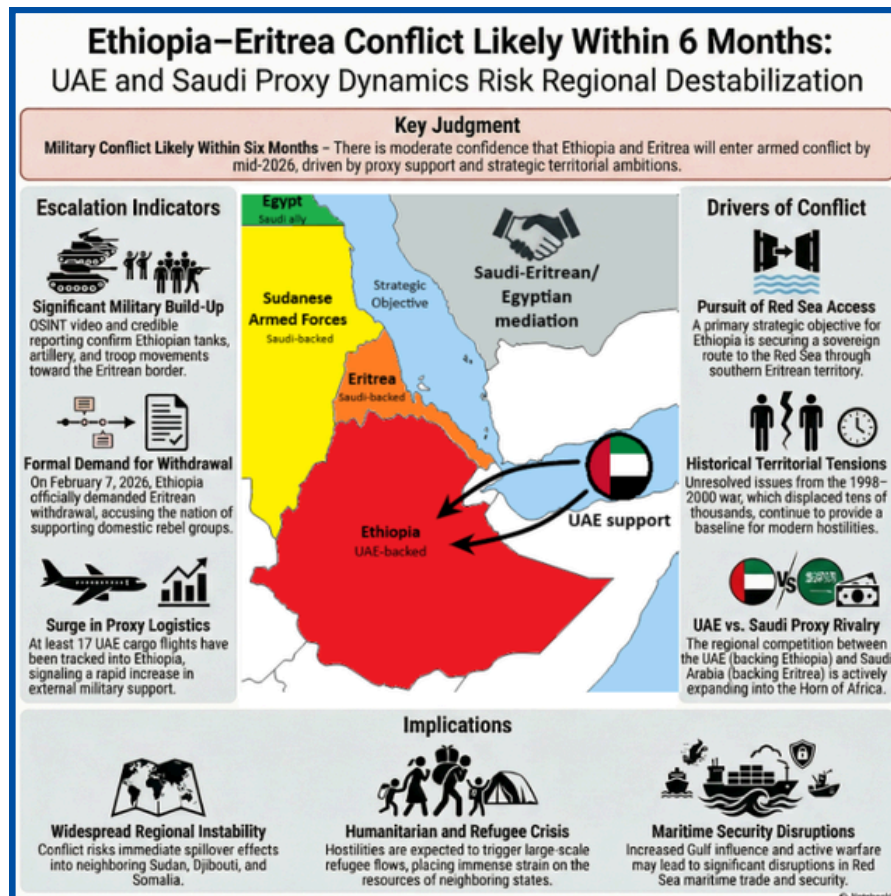 Ethiopia–Eritrea Conflict Likely Within 6 Months:
UAE and Saudi Proxy Dynamics Risk Regional Destabilization
Key Judgment
Military Conflict Likely Within Six Months – There is moderate confidence that Ethiopia and Eritrea will enter armed conflict by
mid-2026, driven by proxy support and strategic territorial ambitions.
Escalation Indicators
Significant Military Build-Up
OSINT video and credible
reporting confirm Ethiopian tanks,
artillery, and troop movements
toward the Eritrean border.
Formal Demand for Withdrawal
On February 7, 2026, Ethiopia
officially demanded Eritrean
withdrawal, accusing the nation of
supporting domestic rebel groups.
Surge in Proxy Logistics
At least 17 UAE cargo flights have
been tracked into Ethiopia,
signaling a rapid increase in
external military support.
Egypt
Saudi ally
Sudanese
Armed Forces
Saudi-backed
Strategic
Objective
Saudi-Eritrean/
Egyptian
mediation
Eritrea
Saudi-backed
Ethiopia
UAE-backed
UAE support
Drivers of Conflict
Pursuit of Red Sea Access
A primary strategic objective for
Ethiopia is securing a sovereign
route to the Red Sea through
southern Eritrean territory.
Historical Territorial Tensions
Unresolved issues from the 1998–
2000 war, which displaced tens of
thousands, continue to provide a
baseline for modern hostilities.
VS
UAE vs. Saudi Proxy Rivalry
The regional competition between
the UAE (backing Ethiopia) and Saudi
Arabia (backing Eritrea) is actively
expanding into the Horn of Africa.
Implications
Widespread Regional Instability
Conflict risks immediate spillover effects
into neighboring Sudan, Djibouti, and
Somalia.
Humanitarian and Refugee Crisis
Hostilities are expected to trigger large-scale
refugee flows, placing immense strain on the
resources of neighboring states.
Maritime Security Disruptions
Increased Gulf influence and active warfare
may lead to significant disruptions in Red
Sea maritime trade and security.